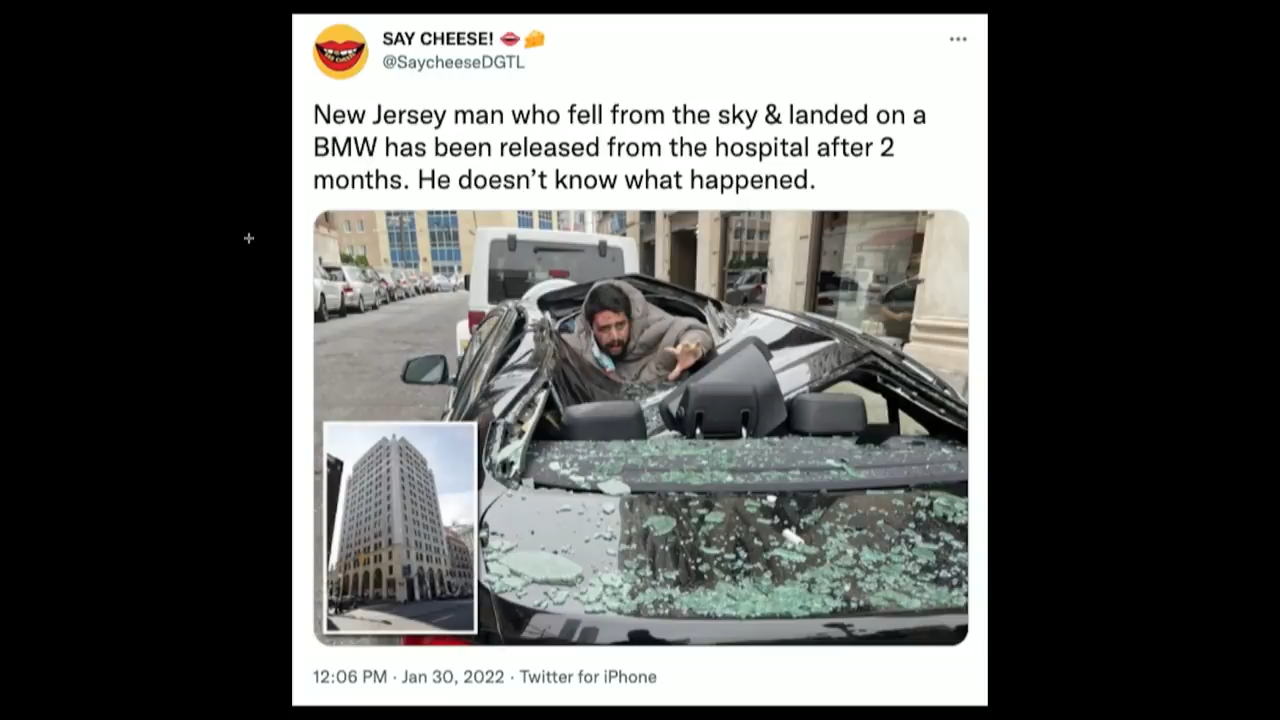 SAY CHEESE! 👄🧀
@SaycheeseDGTL
New Jersey man who fell from the sky & landed on a
BMW has been released from the hospital after 2
months. He doesn't know what happened.
12:06 PM · Jan 30, 2022 · Twitter for iPhone